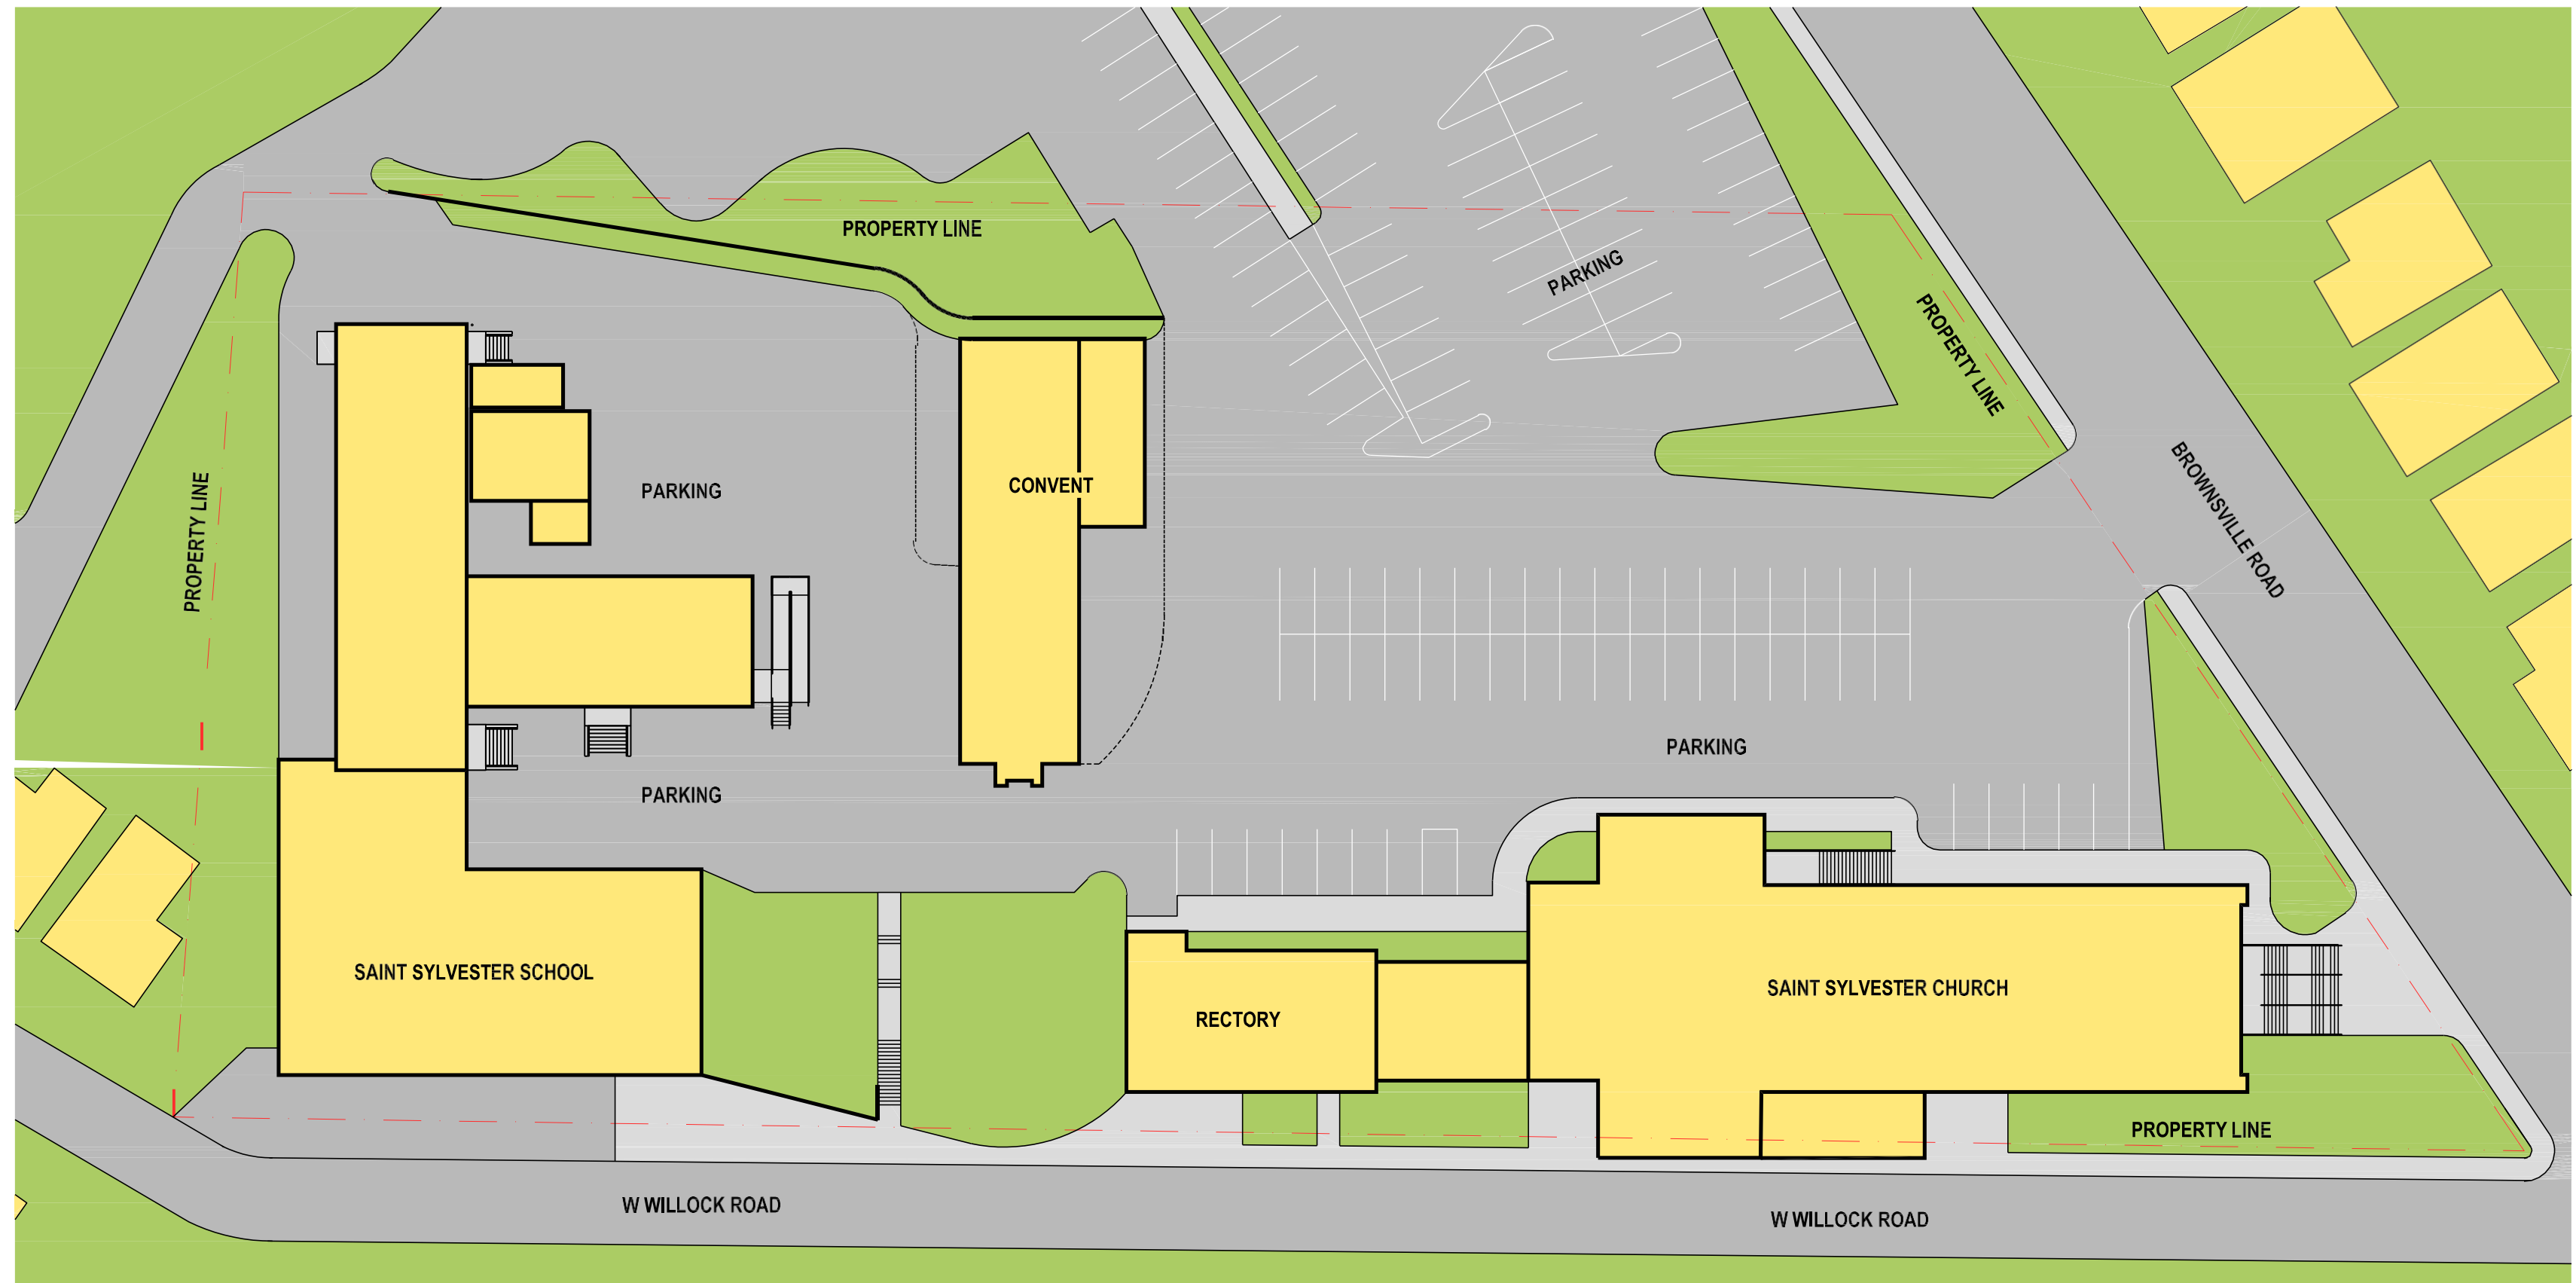 PROPERTY LINE
PARKING
PROPERTY LINE
BROWNSVILLE ROAD
PROPERTY LINE
PARKING
CONVENT
PARKING
PARKING
SAINT SYLVESTER SCHOOL
RECTORY
SAINT SYLVESTER CHURCH
PROPERTY LINE
W WILLOCK ROAD
W WILLOCK ROAD